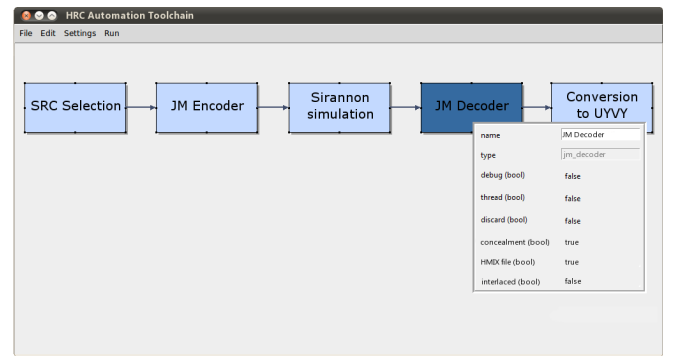 HRC Automation Toolchain
File Edit Settings Run
SRC Selection
JM Encoder
Sirannon
simulation
JM Decoder
Conversion
to UYVY
name JM Decoder
type jm_decoder
debug (bool) false
thread (bool) false
discard (bool) false
concealment (bool) true
HMIX file (bool) true
interlaced (bool) false